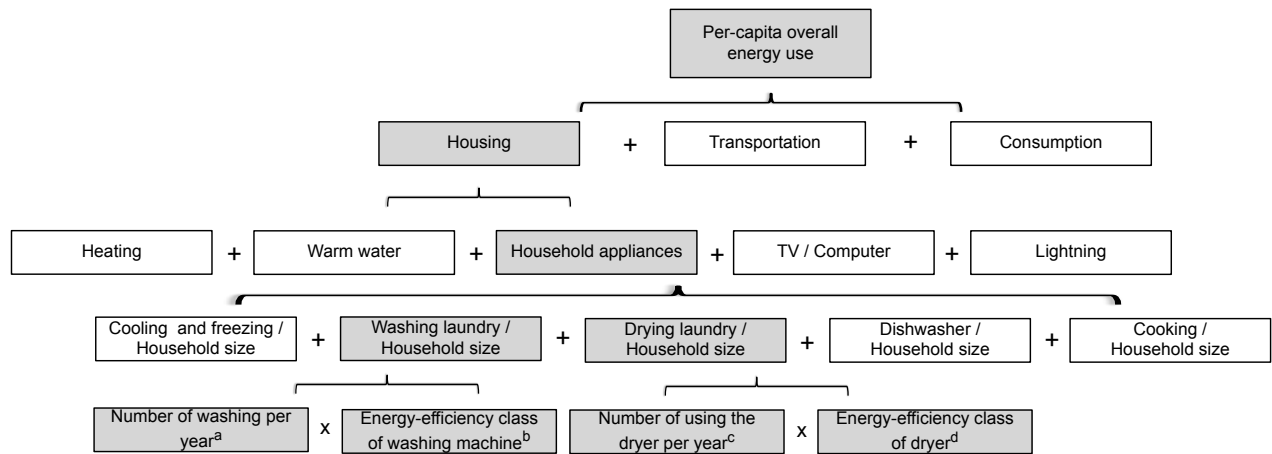 Per-capita overall
energy use
Housing
+
Transportation
+
Consumption
Heating
+
Warm water
+
Household appliances
+
TV / Computer
+
Lightning
Cooling and freezing /
Household size
+
Washing laundry /
Household size
+
Drying laundry /
Household size
+
Dishwasher /
Household size
+
Cooking /
Household size
Number of washing per
yearᵃ
x
Energy-efficiency class
of washing machineᵇ
Number of using the
dryer per yearᶜ
x
Energy-efficiency class
of dryerᵈ